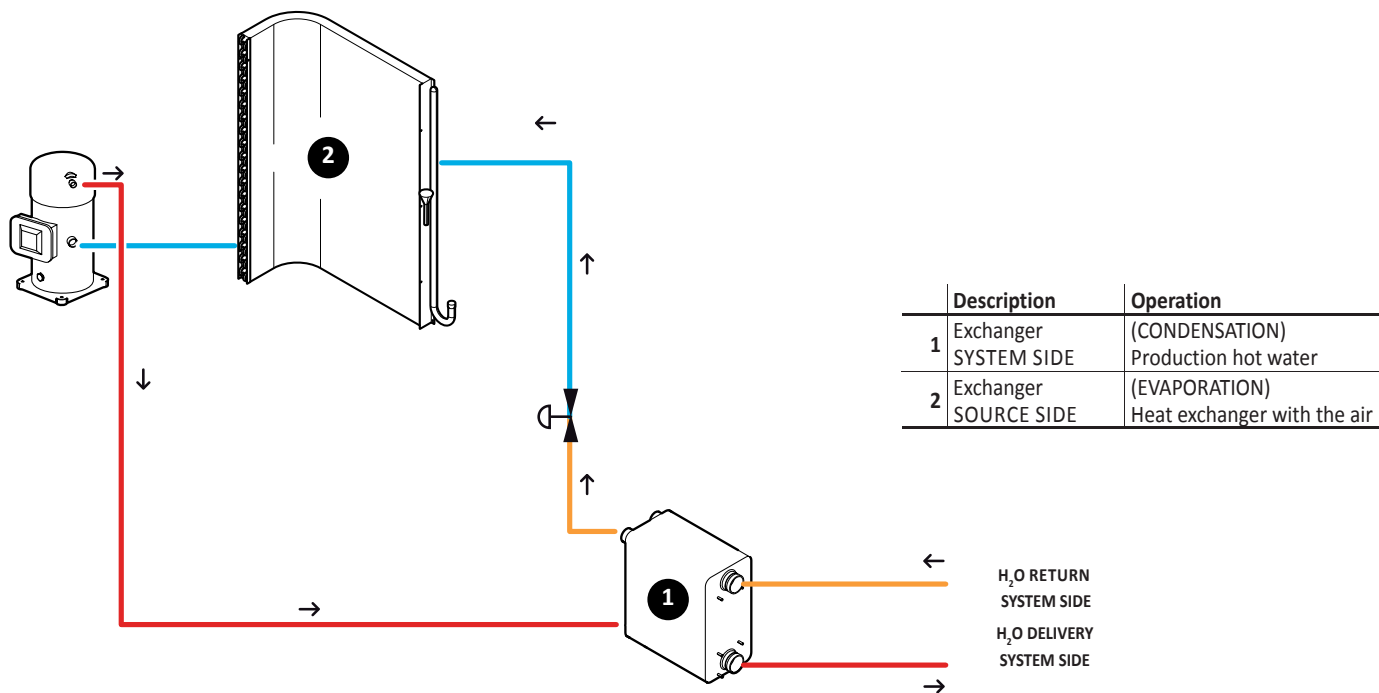 2
Description Operation
1 Exchanger (CONDENSATION)
SYSTEM SIDE Production hot water
2 Exchanger (EVAPORATION)
SOURCE SIDE Heat exchanger with the air
1
H₂O RETURN
SYSTEM SIDE
H₂O DELIVERY
SYSTEM SIDE